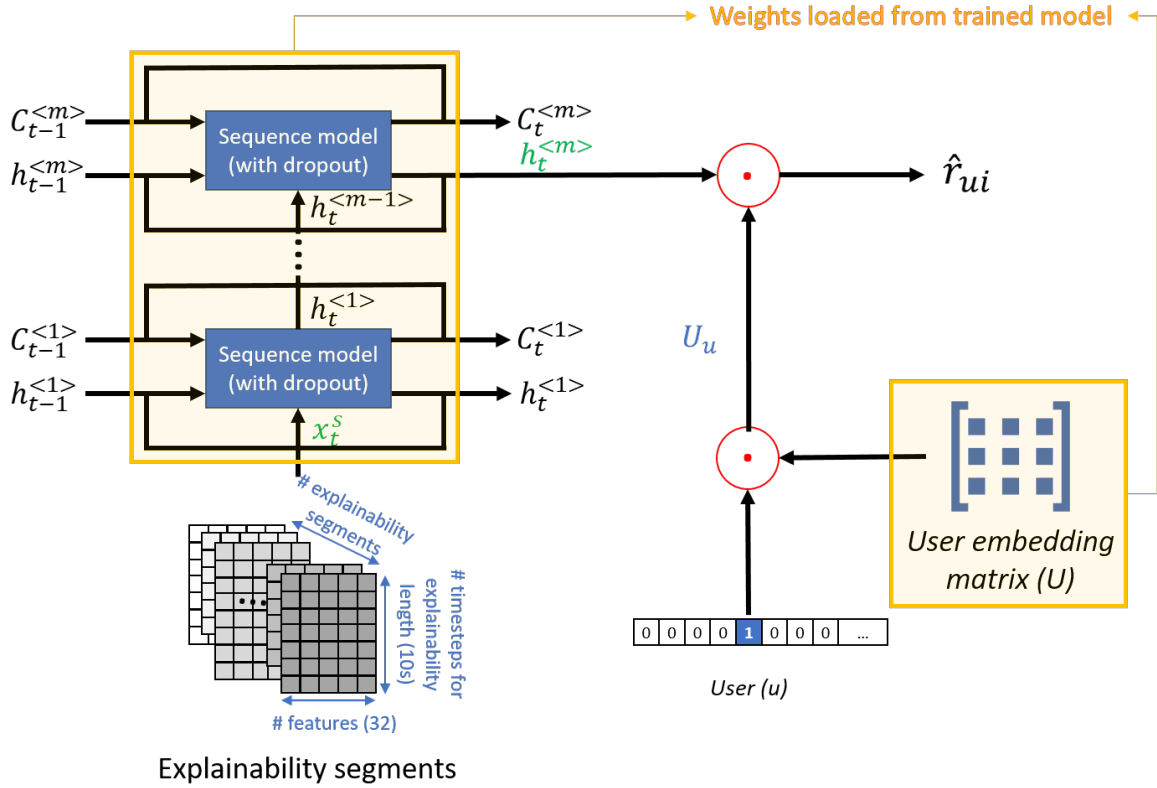 Weights loaded from trained model
C_{t-1}^{<m>}
Sequence model
(with dropout)
C_t^{<m>}
h_{t-1}^{<m>}
h_t^{<m>}
r̂_{ui}
h_t^{<m-1>}
h_t^{<1>}
C_{t-1}^{<1>}
Sequence model
(with dropout)
C_t^{<1>}
h_{t-1}^{<1>}
h_t^{<1>}
x_t^s
U_u
User embedding
matrix (U)
# explainability
segments
# timesteps for
explainability
length (10s)
# features (32)
Explainability segments
0 0 0 0 1 0 0 0 ...
User (u)